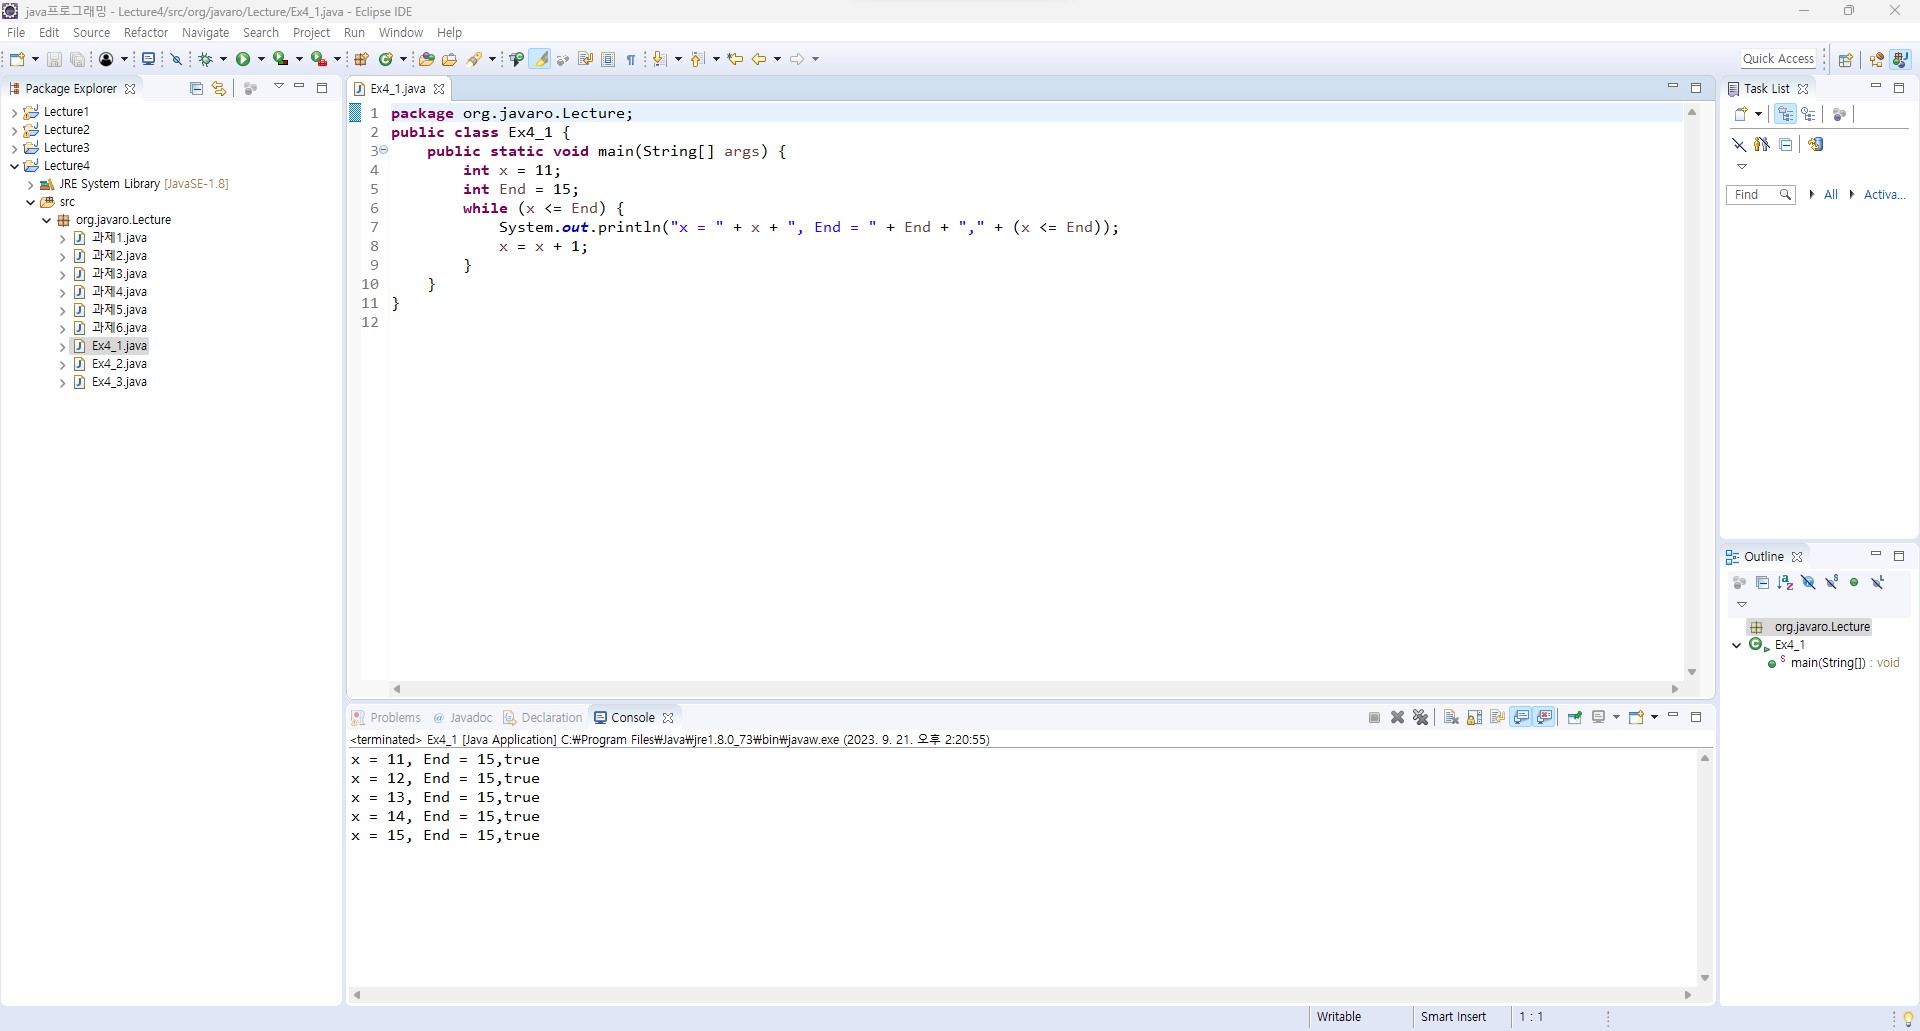 java프로그래밍 - Lecture4/src/org/javaro/Lecture/Ex4_1.java - Eclipse IDE
File Edit Source Refactor Navigate Search Project Run Window Help
Quick Access
Package Explorer
Lecture1
Lecture2
Lecture3
Lecture4
JRE System Library [JavaSE-1.8]
src
org.javaro.Lecture
과제1.java
과제2.java
과제3.java
과제4.java
과제5.java
과제6.java
Ex4_1.java
Ex4_2.java
Ex4_3.java
Ex4_1.java
1 package org.javaro.Lecture;
2 public class Ex4_1 {
3 public static void main(String[] args) {
4 int x = 11;
5 int End = 15;
6 while (x <= End) {
7 System.out.println("x = " + x + ", End = " + End + "," + (x <= End));
8 x = x + 1;
9 }
10 }
11 }
12
Problems @ Javadoc Declaration Console
<terminated> Ex4_1 [Java Application] C:₩Program Files₩Java₩jre1.8.0_73₩bin₩javaw.exe (2023. 9. 21. 오후 2:20:55)
x = 11, End = 15,true
x = 12, End = 15,true
x = 13, End = 15,true
x = 14, End = 15,true
x = 15, End = 15,true
Task List
Find All Activa...
Outline
org.javaro.Lecture
Ex4_1
main(String[]) : void
Writable Smart Insert 1 : 1